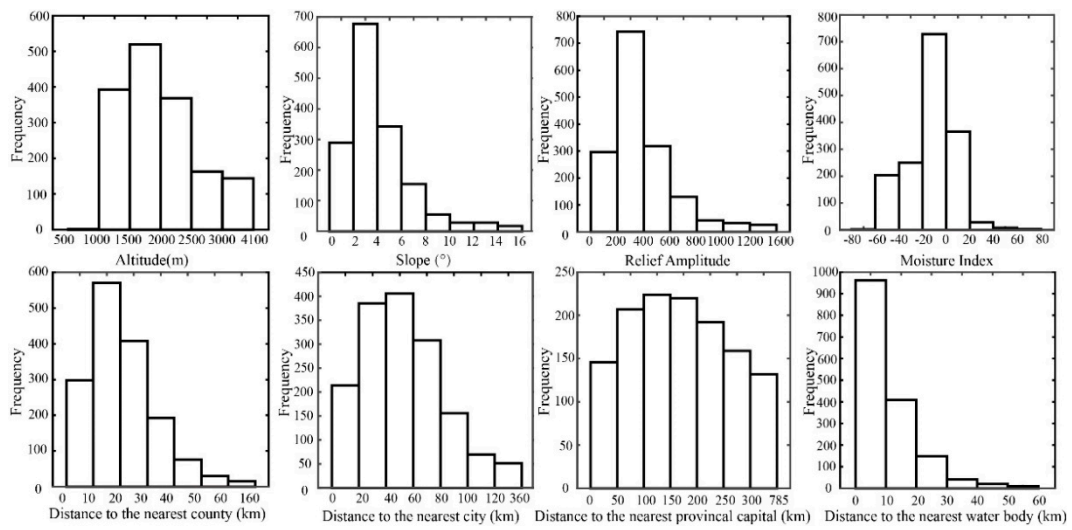 600
500
400
300
200
100
0
Frequency
500 1000 1500 2000 2500 3000 4100
Altitude(m)
700
600
500
400
300
200
100
0
Frequency
0 2 4 6 8 10 12 14 16
Slope (°)
800
700
600
500
400
300
200
100
0
Frequency
0 200 400 600 800 1000 1200 1600
Relief Amplitude
800
700
600
500
400
300
200
100
0
Frequency
-80 -60 -40 -20 0 20 40 60 80
Moisture Index
600
500
400
300
200
100
0
Frequency
0 10 20 30 40 50 60 160
Distance to the nearest county (km)
450
400
350
300
250
200
150
100
50
0
Frequency
0 20 40 60 80 100 120 360
Distance to the nearest city (km)
250
200
150
100
50
0
Frequency
0 50 100 150 200 250 300 785
Distance to the nearest provincal capital (km)
1000
900
800
700
600
500
400
300
200
100
0
Frequency
0 10 20 30 40 50 60
Distance to the nearest water body (km)